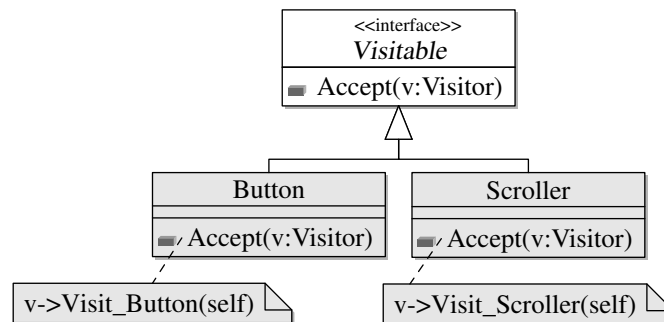 <<interface>>
Visitable
Accept(v:Visitor)
Button
Scroller
Accept(v:Visitor)
Accept(v:Visitor)
v->Visit_Button(self)
v->Visit_Scroller(self)